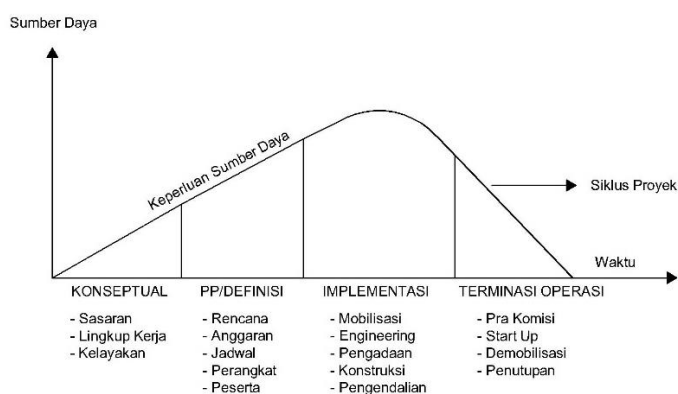 Sumber Daya
Keperluan Sumber Daya
Siklus Proyek
Waktu
KONSEPTUAL
- Sasaran
- Lingkup Kerja
- Kelayakan
PP/DEFINISI
- Rencana
- Anggaran
- Jadwal
- Perangkat
- Peserta
IMPLEMENTASI
- Mobilisasi
- Engineering
- Pengadaan
- Konstruksi
- Pengendalian
TERMINASI OPERASI
- Pra Komisi
- Start Up
- Demobilisasi
- Penutupan